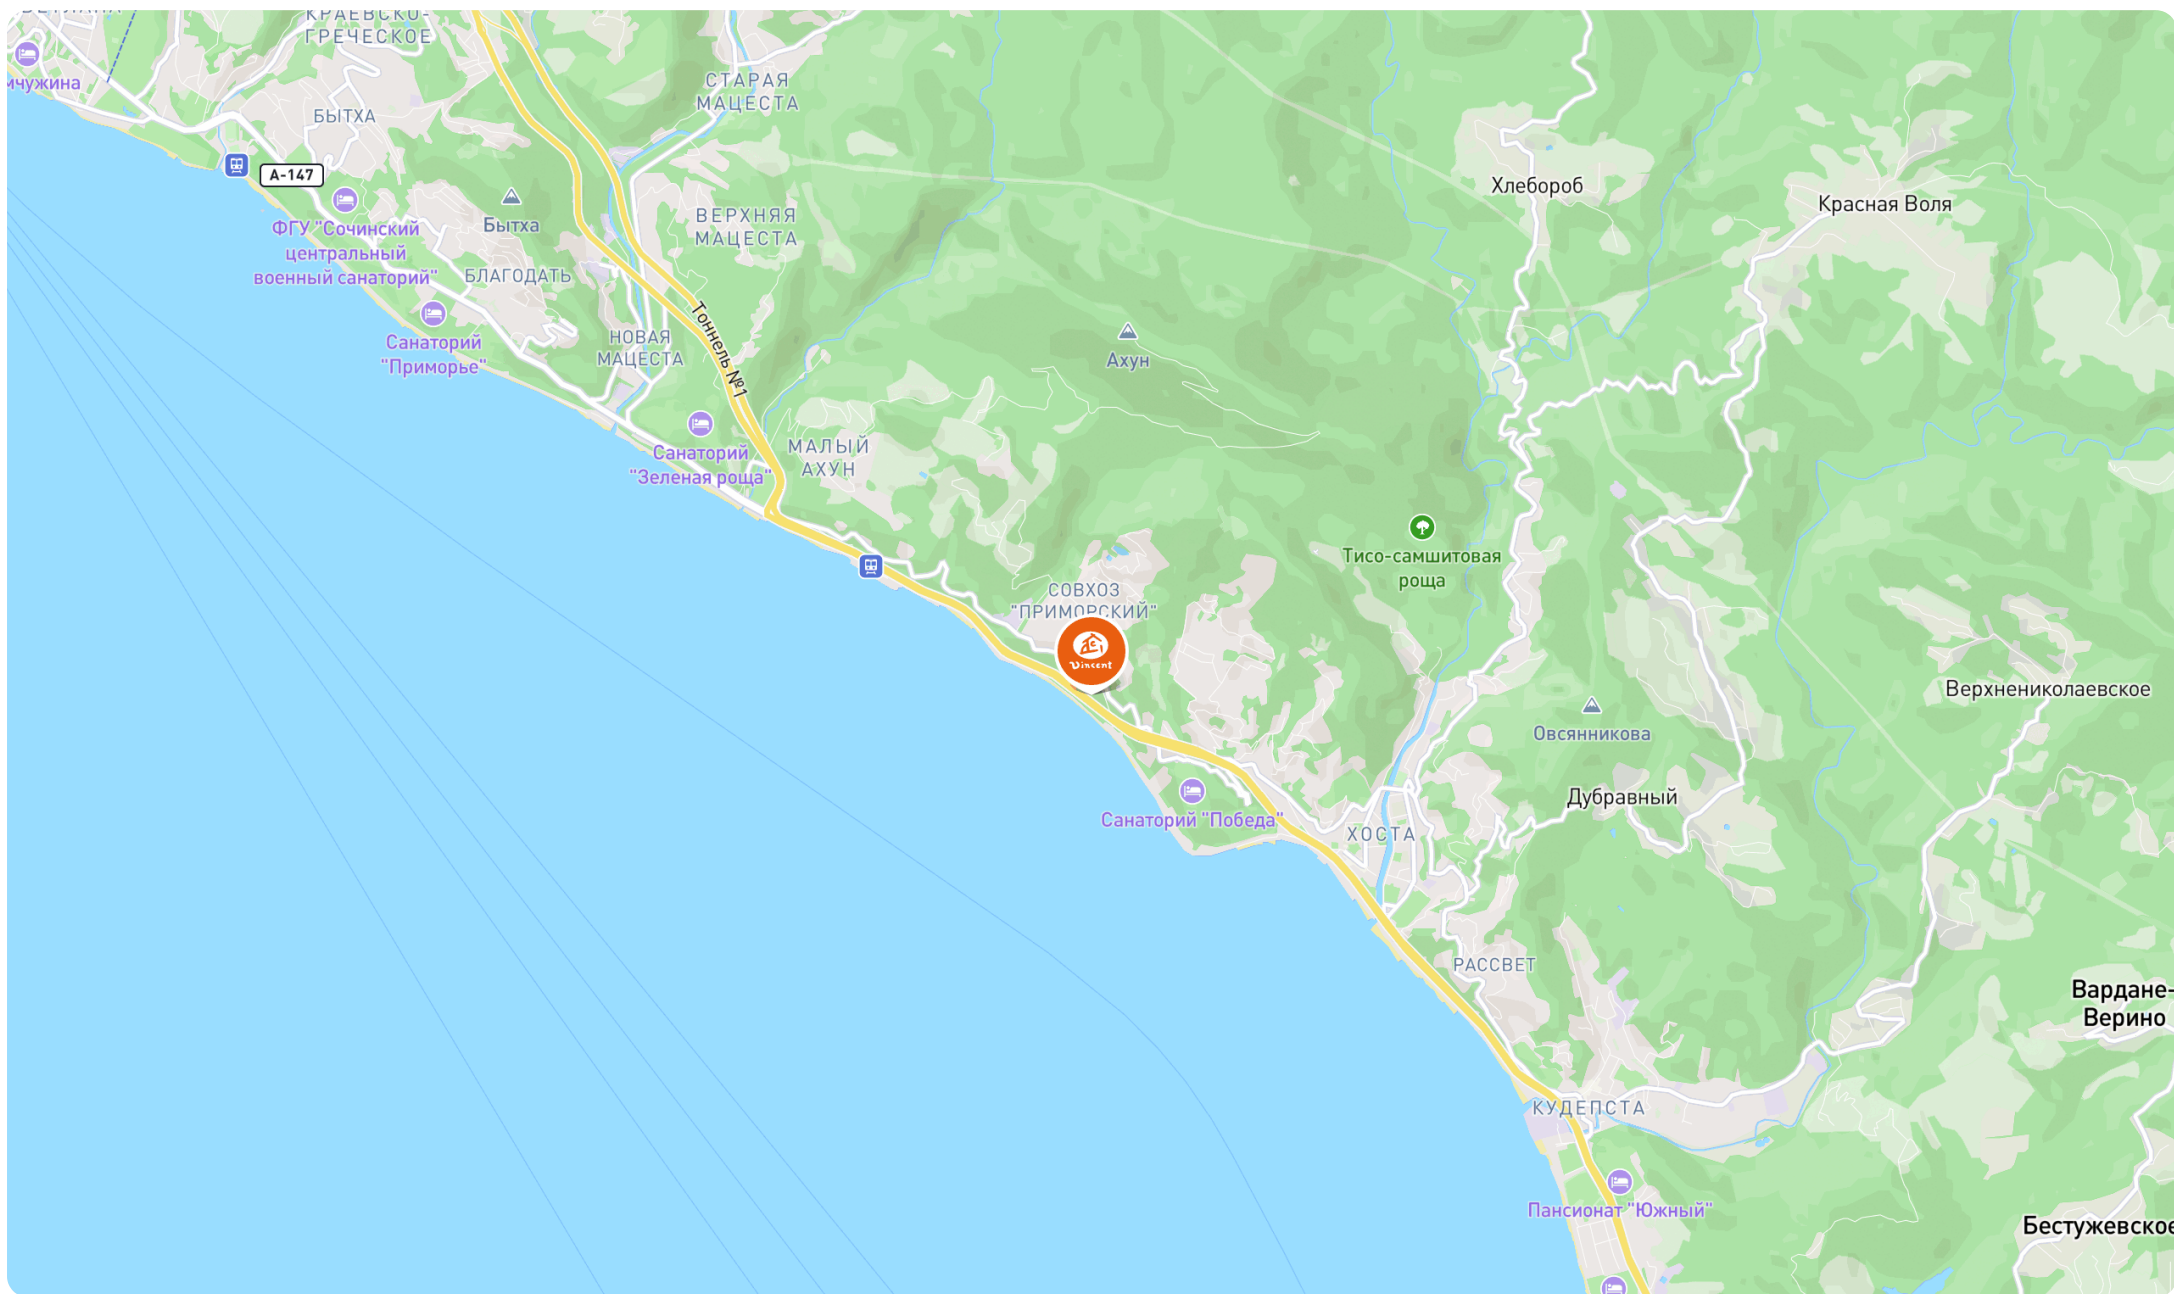 КРАЕВСКО-
ГРЕЧЕСКОЕ
мчужина
СТАРАЯ
МАЦЕСТА
БЫТХА
А-147
Хлебороб
Красная Воля
Бытха
ВЕРХНЯЯ
МАЦЕСТА
ФГУ "Сочинский
центральный
военный санаторий"
БЛАГОДАТЬ
Санаторий
"Приморье"
НОВАЯ
МАЦЕСТА
Тоннель №1
Ахун
Санаторий
"Зеленая роща"
МАЛЫЙ
АХУН
Тисо-самшитовая
роща
СОВХОЗ
"ПРИМОРСКИЙ"
Vincent
Верхнениколаевское
Овсянникова
Дубравный
Санаторий "Победа"
ХОСТА
РАССВЕТ
Вардане-
Верино
КУДЕПСТА
Пансионат "Южный"
Бестужевское